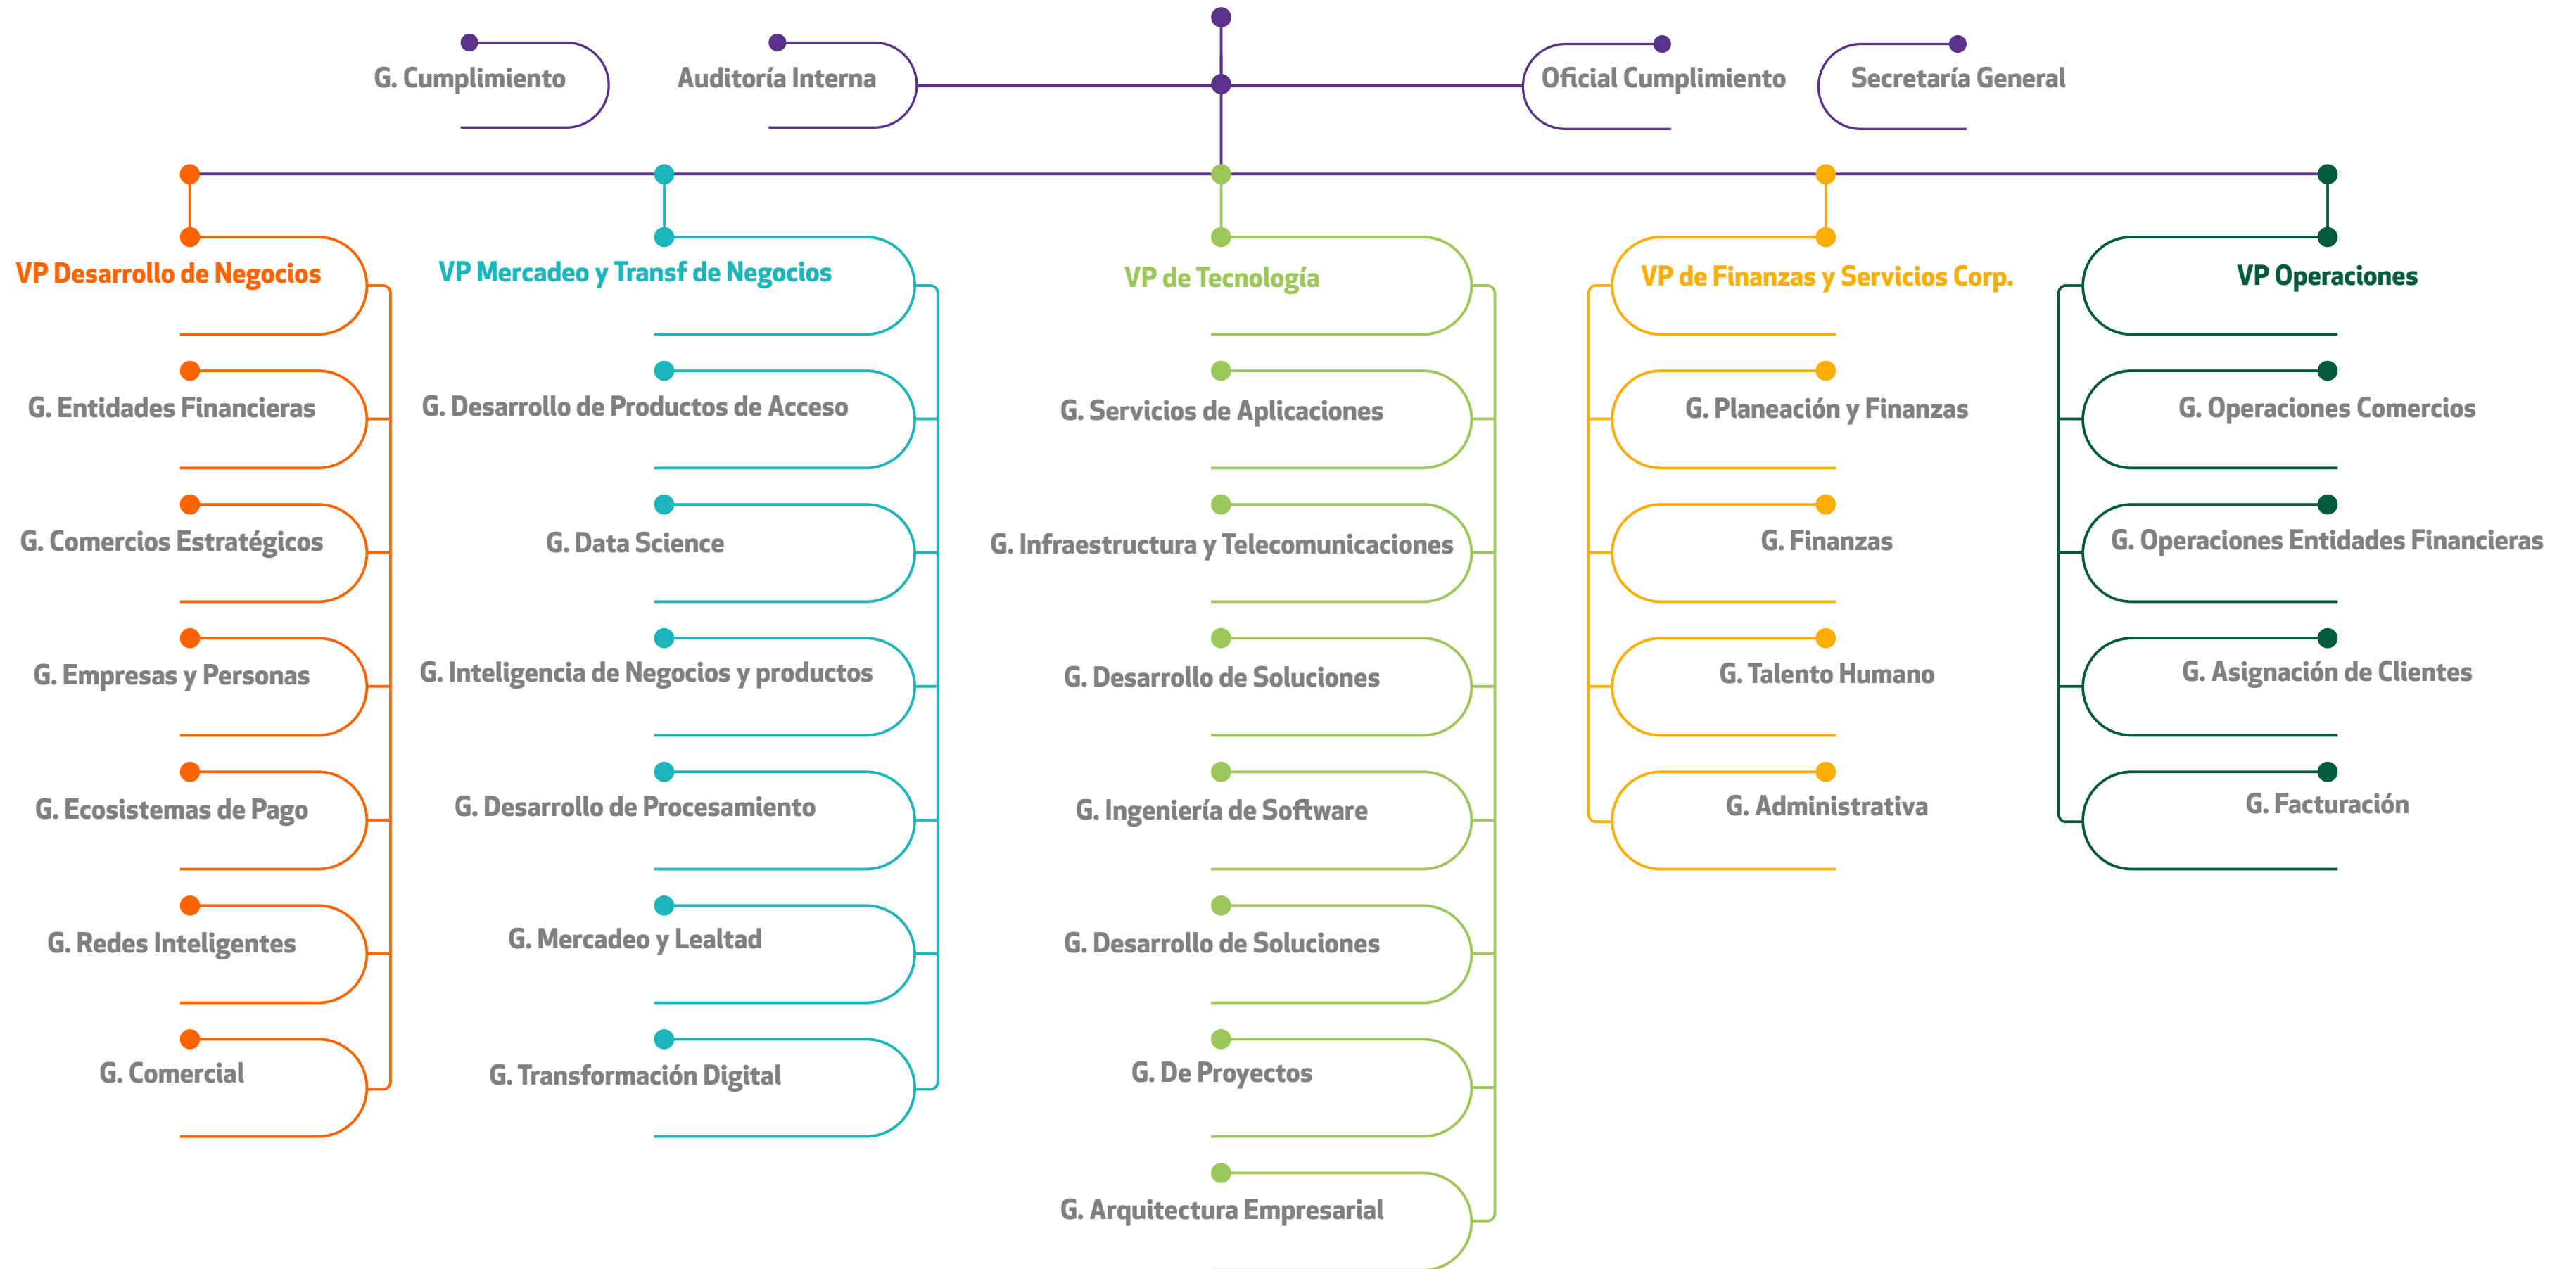 G. Cumplimiento
Auditoría Interna
Oficial Cumplimiento
Secretaría General
VP Desarrollo de Negocios
G. Entidades Financieras
G. Comercios Estratégicos
G. Empresas y Personas
G. Ecosistemas de Pago
G. Redes Inteligentes
G. Comercial
VP Mercadeo y Transf de Negocios
G. Desarrollo de Productos de Acceso
G. Data Science
G. Inteligencia de Negocios y productos
G. Desarrollo de Procesamiento
G. Mercadeo y Lealtad
G. Transformación Digital
VP de Tecnología
G. Servicios de Aplicaciones
G. Infraestructura y Telecomunicaciones
G. Desarrollo de Soluciones
G. Ingeniería de Software
G. Desarrollo de Soluciones
G. De Proyectos
G. Arquitectura Empresarial
VP de Finanzas y Servicios Corp.
G. Planeación y Finanzas
G. Finanzas
G. Talento Humano
G. Administrativa
VP Operaciones
G. Operaciones Comercios
G. Operaciones Entidades Financieras
G. Asignación de Clientes
G. Facturación